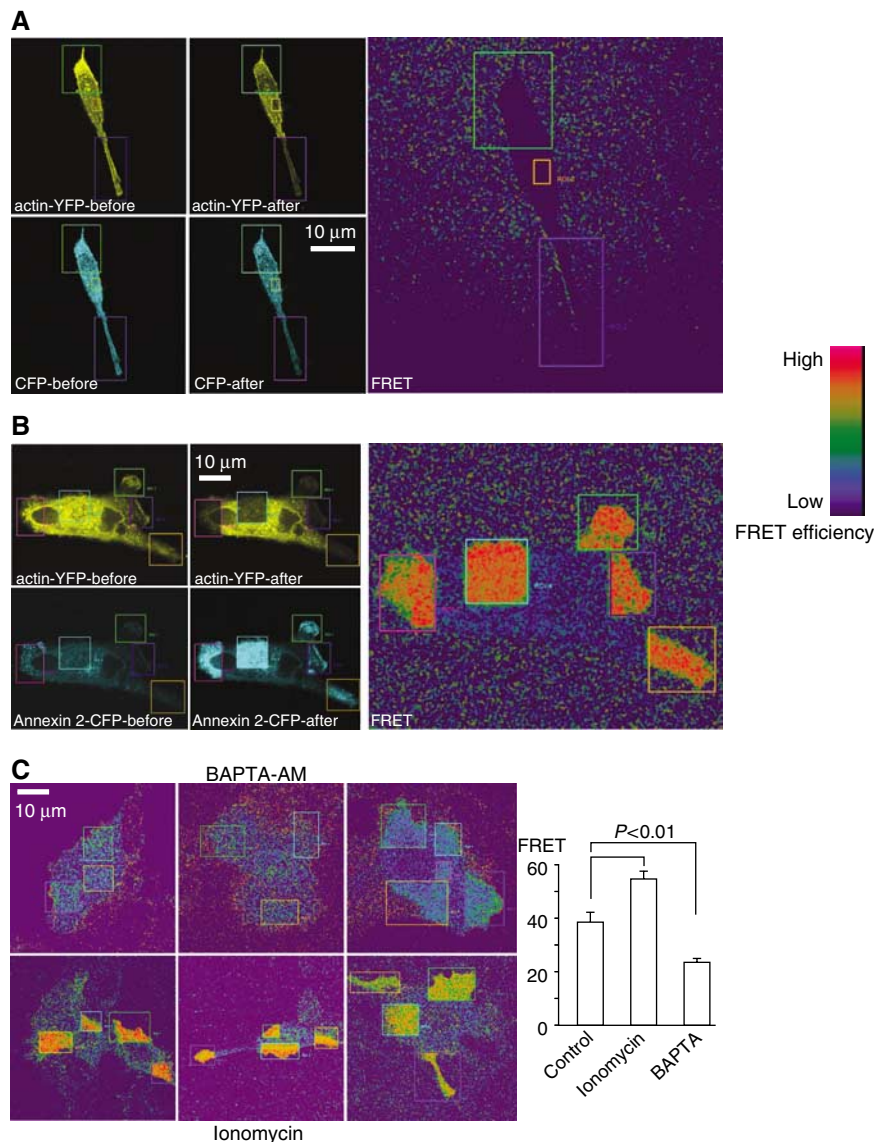 A
actin-YFP-before
actin-YFP-after
CFP-before
10 μm
CFP-after
FRET
High
Low
FRET efficiency
B
actin-YFP-before
10 μm
actin-YFP-after
Annexin 2-CFP-before
Annexin 2-CFP-after
FRET
C
BAPTA-AM
10 μm
Ionomycin
FRET
P<0.01
60
40
20
0
Control
Ionomycin
BAPTA